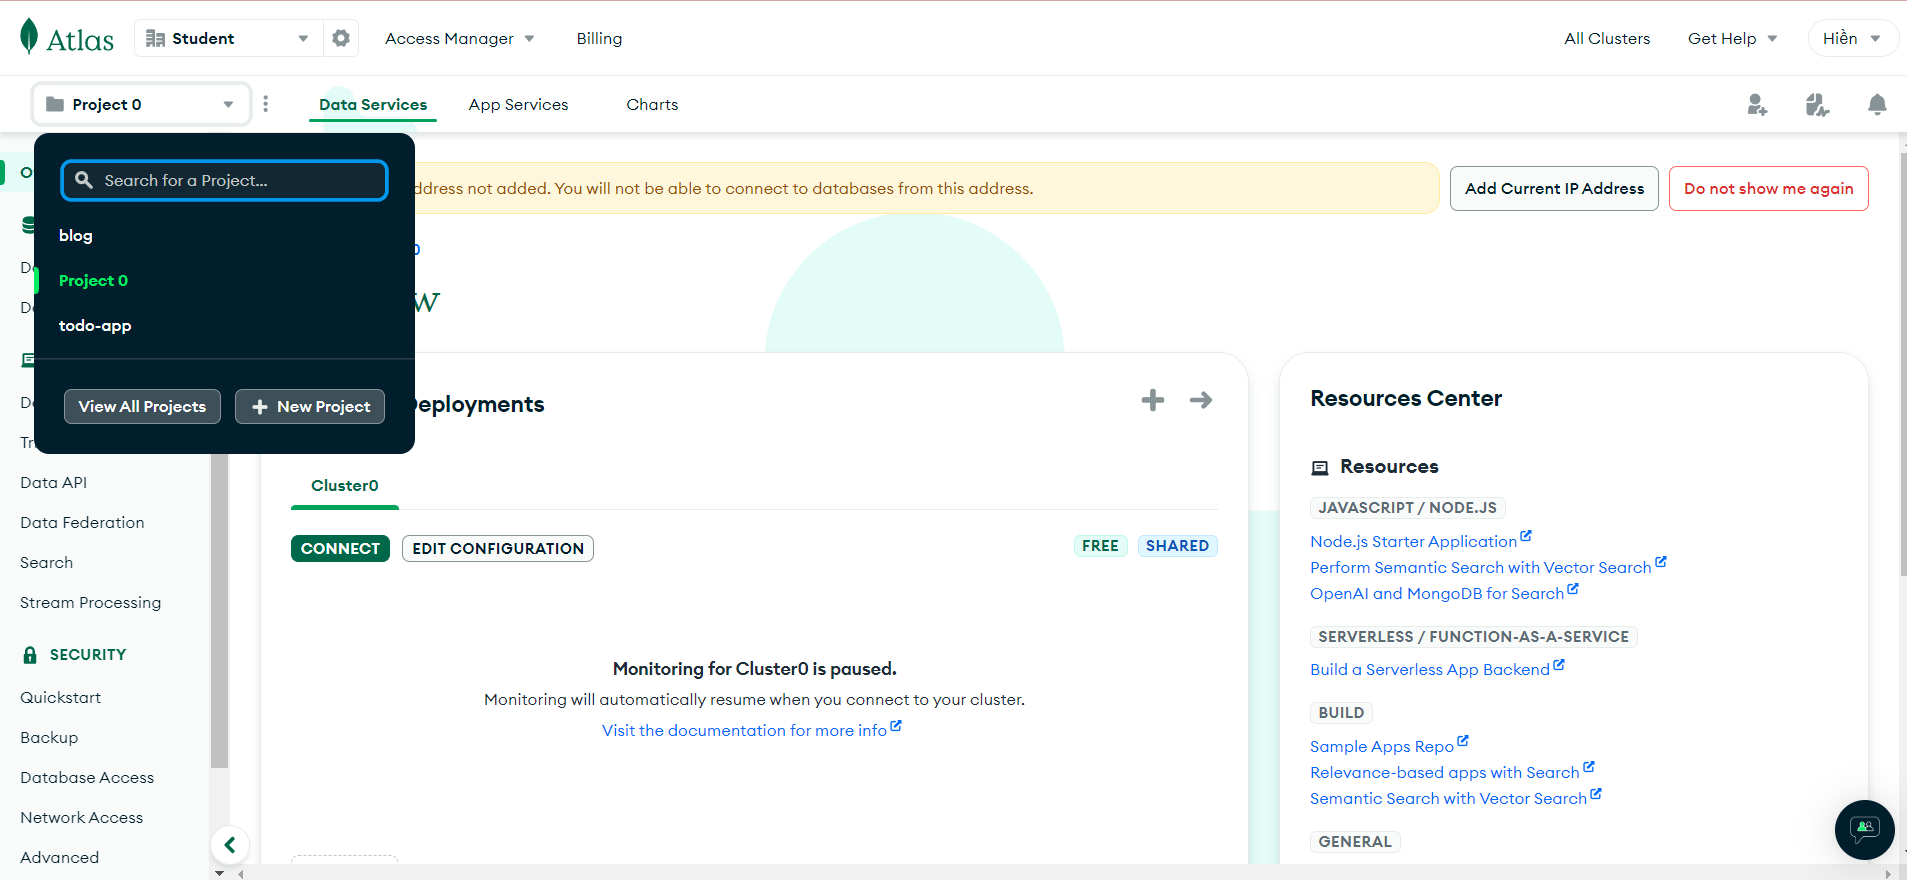 Atlas
Student
Access Manager
Billing
All Clusters
Get Help
Hiền
Project 0
Data Services
App Services
Charts
Search for a Project...
blog
Project 0
todo-app
View All Projects
New Project
ddress not added. You will not be able to connect to databases from this address.
Add Current IP Address
Do not show me again
0
w
Data API
Data Federation
Search
Stream Processing
SECURITY
Quickstart
Backup
Database Access
Network Access
Advanced
Deployments
Cluster0
CONNECT
EDIT CONFIGURATION
FREE
SHARED
Monitoring for Cluster0 is paused.
Monitoring will automatically resume when you connect to your cluster.
Visit the documentation for more info
Resources Center
Resources
JAVASCRIPT / NODE.JS
Node.js Starter Application
Perform Semantic Search with Vector Search
OpenAI and MongoDB for Search
SERVERLESS / FUNCTION-AS-A-SERVICE
Build a Serverless App Backend
BUILD
Sample Apps Repo
Relevance-based apps with Search
Semantic Search with Vector Search
GENERAL